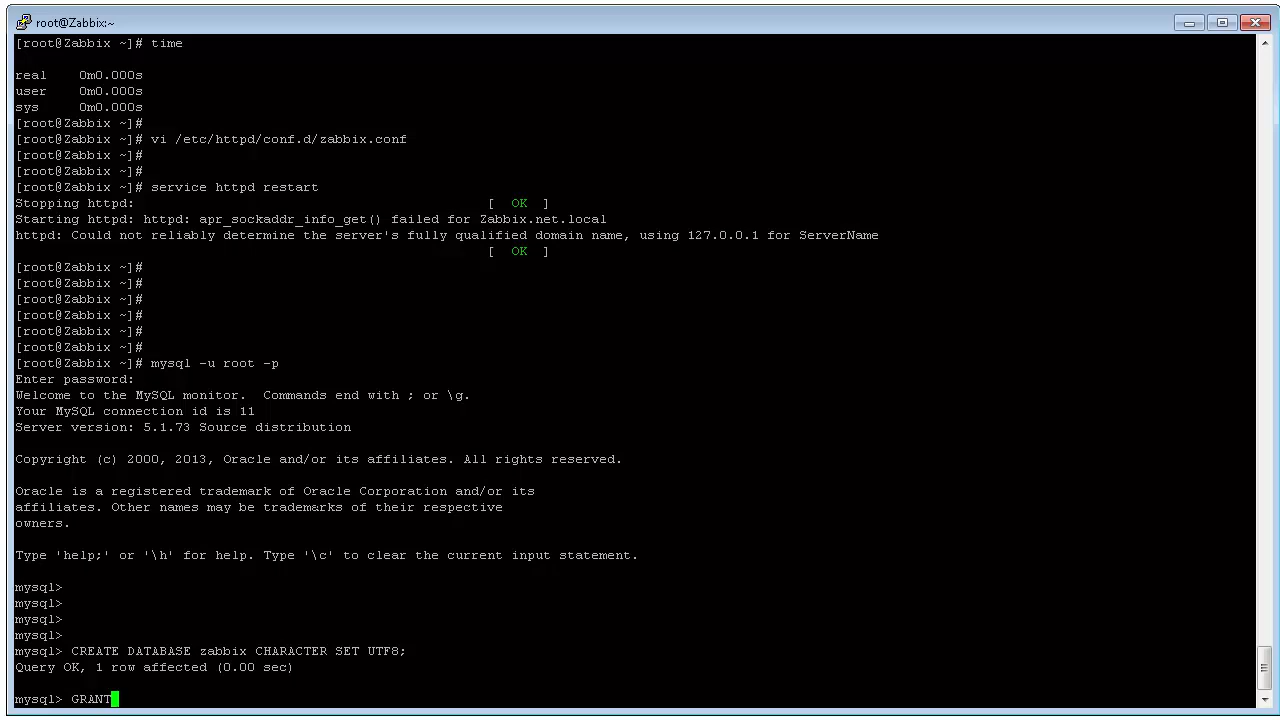 root@Zabbix:~
[root@Zabbix ~]# time
real    0m0.000s
user    0m0.000s
sys     0m0.000s
[root@Zabbix ~]#
[root@Zabbix ~]# vi /etc/httpd/conf.d/zabbix.conf
[root@Zabbix ~]#
[root@Zabbix ~]#
[root@Zabbix ~]# service httpd restart
Stopping httpd:                                            [  OK  ]
Starting httpd: httpd: apr_sockaddr_info_get() failed for Zabbix.net.local
httpd: Could not reliably determine the server's fully qualified domain name, using 127.0.0.1 for ServerName
                                                           [  OK  ]
[root@Zabbix ~]#
[root@Zabbix ~]#
[root@Zabbix ~]#
[root@Zabbix ~]#
[root@Zabbix ~]#
[root@Zabbix ~]#
[root@Zabbix ~]# mysql -u root -p
Enter password:
Welcome to the MySQL monitor.  Commands end with ; or \g.
Your MySQL connection id is 11
Server version: 5.1.73 Source distribution
Copyright (c) 2000, 2013, Oracle and/or its affiliates. All rights reserved.
Oracle is a registered trademark of Oracle Corporation and/or its
affiliates. Other names may be trademarks of their respective
owners.
Type 'help;' or '\h' for help. Type '\c' to clear the current input statement.
mysql>
mysql>
mysql>
mysql>
mysql> CREATE DATABASE zabbix CHARACTER SET UTF8;
Query OK, 1 row affected (0.00 sec)
mysql> GRANT